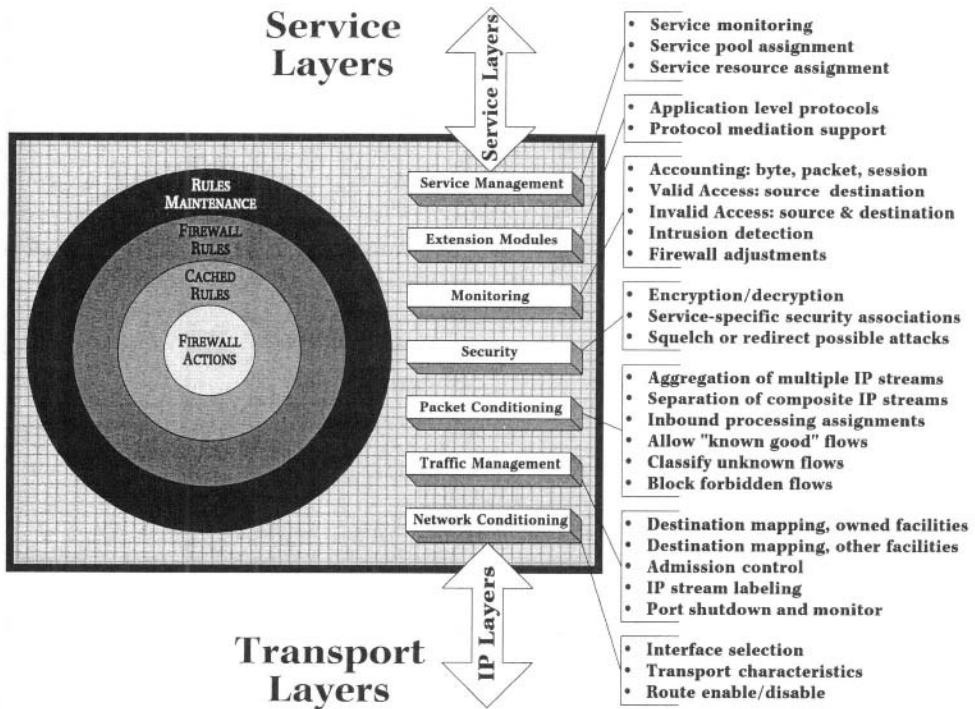 Service
Layers
Service Layers
RULES
MAINTENANCE
FIREWALL
RULES
CACHED
RULES
FIREWALL
ACTIONS
Service Management
Extension Modules
Monitoring
Security
Packet Conditioning
Traffic Management
Network Conditioning
• Service monitoring
• Service pool assignment
• Service resource assignment
• Application level protocols
• Protocol mediation support
• Accounting: byte, packet, session
• Valid Access: source destination
• Invalid Access: source & destination
• Intrusion detection
• Firewall adjustments
• Encryption/decryption
• Service-specific security associations
• Squelch or redirect possible attacks
• Aggregation of multiple IP streams
• Separation of composite IP streams
• Inbound processing assignments
• Allow "known good" flows
• Classify unknown flows
• Block forbidden flows
• Destination mapping, owned facilities
• Destination mapping, other facilities
• Admission control
• IP stream labeling
• Port shutdown and monitor
• Interface selection
• Transport characteristics
• Route enable/disable
IP Layers
Transport
Layers